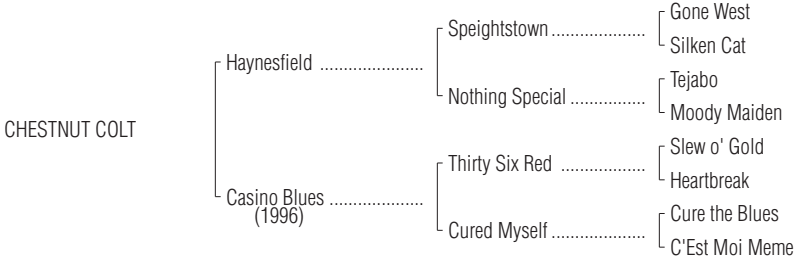 Gone West
Speightstown ....................
Silken Cat
Haynesfield ......................
Tejabo
Nothing Special ................
Moody Maiden
CHESTNUT COLT
Slew o' Gold
Thirty Six Red ..................
Heartbreak
Casino Blues ....................
(1996)
Cure the Blues
Cured Myself ....................
C'Est Moi Meme